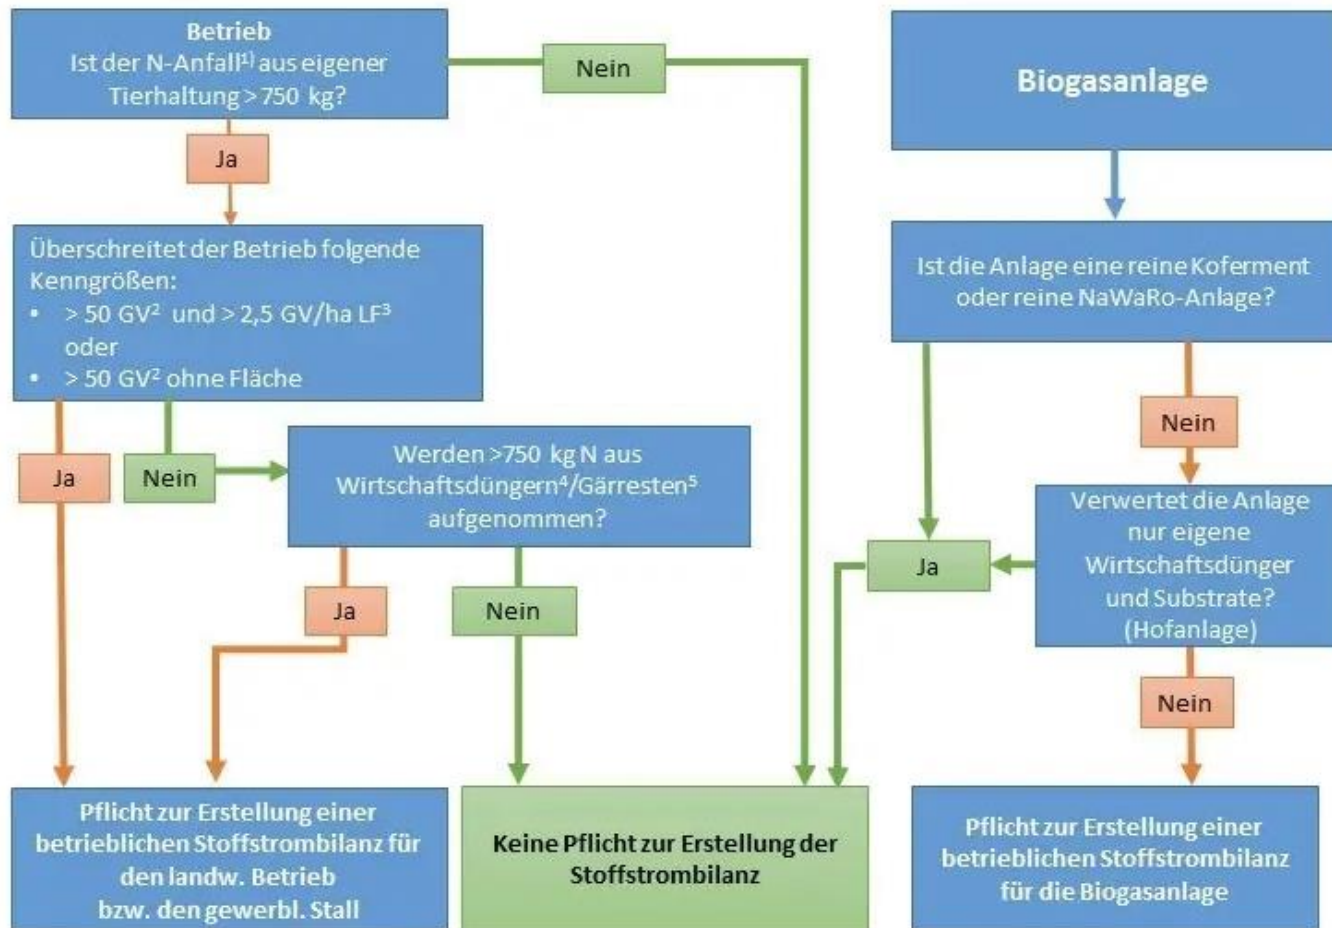 Betrieb
Ist der N-Anfall¹⁾ aus eigener
Tierhaltung > 750 kg?
Nein
Ja
Überschreitet der Betrieb folgende
Kenngrößen:
• > 50 GV² und > 2,5 GV/ha LF³
oder
• > 50 GV² ohne Fläche
Ja
Nein
Werden >750 kg N aus
Wirtschaftsdüngern⁴/Gärresten⁵
aufgenommen?
Ja
Nein
Pflicht zur Erstellung einer
betrieblichen Stoffstrombilanz für
den landw. Betrieb
bzw. den gewerbl. Stall
Keine Pflicht zur Erstellung der
Stoffstrombilanz
Biogasanlage
Ist die Anlage eine reine Koferment
oder reine NaWaRo-Anlage?
Nein
Verwertet die Anlage
nur eigene
Wirtschaftsdünger
und Substrate?
(Hofanlage)
Ja
Nein
Pflicht zur Erstellung einer
betrieblichen Stoffstrombilanz
für die Biogasanlage